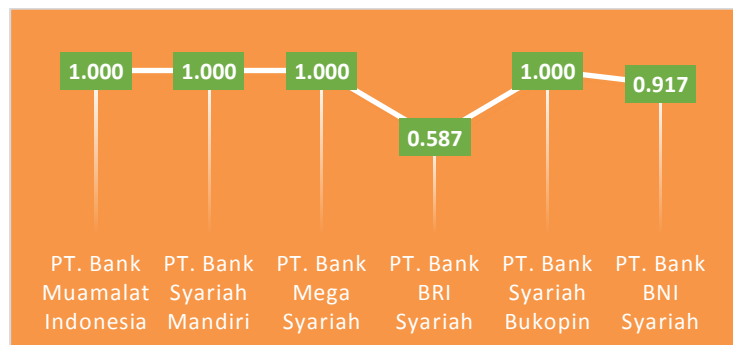 1.000
1.000
1.000
0.587
1.000
0.917
PT. Bank
Muamalat
Indonesia
PT. Bank
Syariah
Mandiri
PT. Bank
Mega
Syariah
PT. Bank
BRI
Syariah
PT. Bank
Syariah
Bukopin
PT. Bank
BNI
Syariah